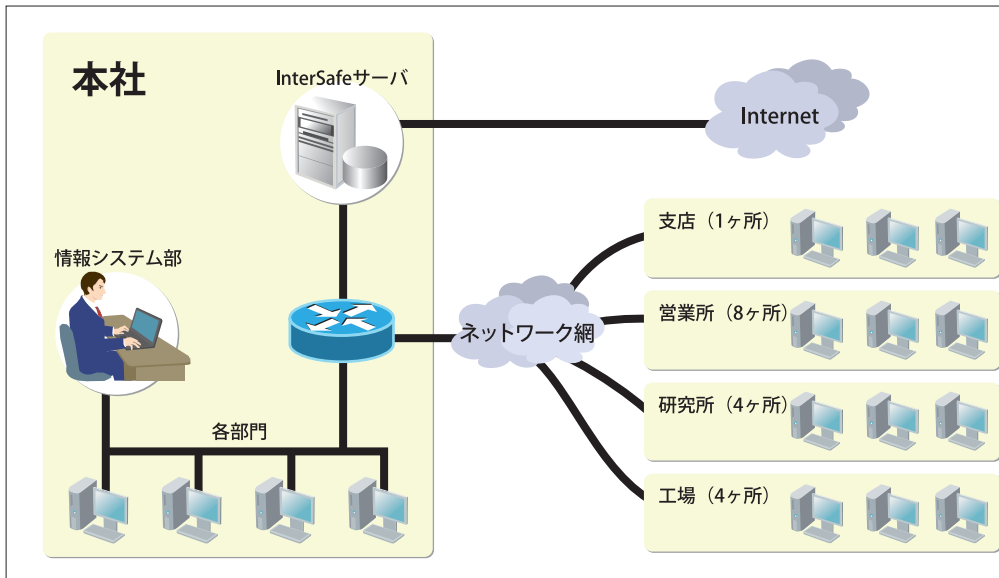 本社
InterSafeサーバ
Internet
情報システム部
ネットワーク網
各部門
支店（1ヶ所）
営業所（8ヶ所）
研究所（4ヶ所）
工場（4ヶ所）